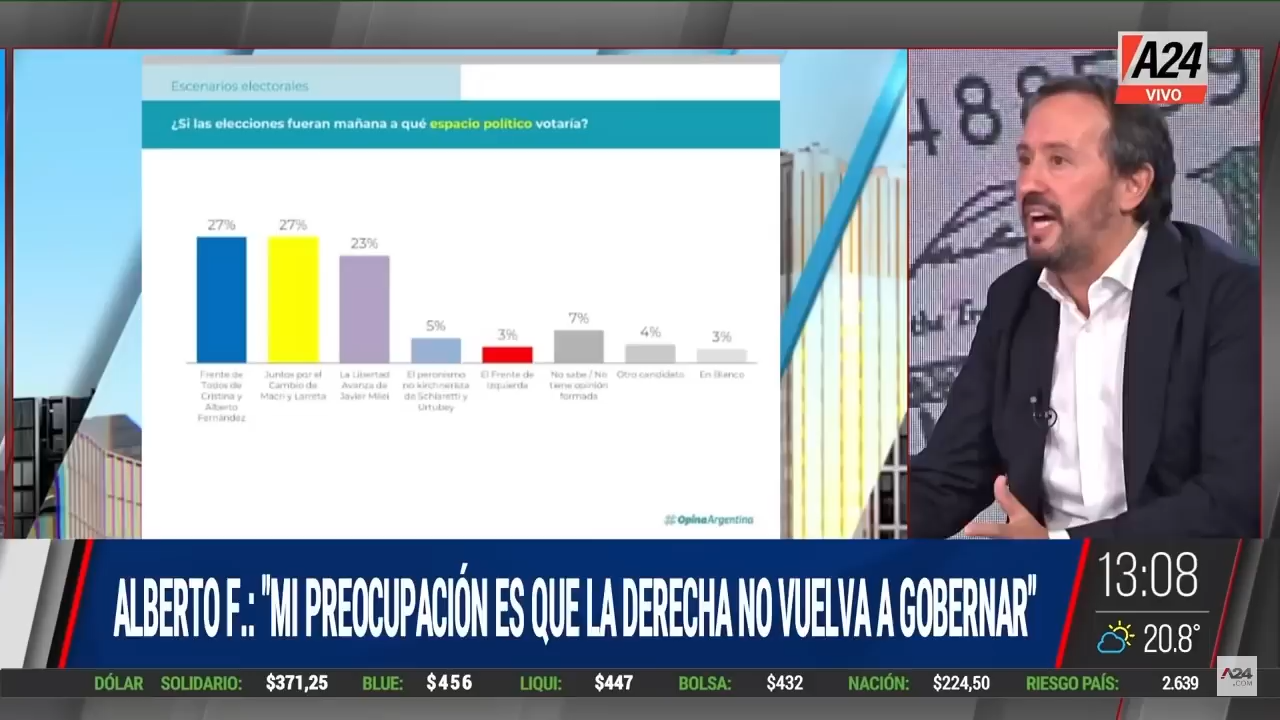 A24
VIVO
Escenarios electorales
¿Si las elecciones fueran mañana a qué espacio político votaría?
27%
27%
23%
5%
3%
7%
4%
3%
Frente de
Todos de
Cristina y
Alberto
Fernández
Juntos por el
Cambio de
Macri y Larreta
La Libertad
Avanza de
Javier Milei
El peronismo
no kirchnerista
de Schiaretti y
Urtubey
El Frente de
Izquierda
No sabe / No
tiene opinión
formada
Otro candidato
En Blanco
#OpinaArgentina
ALBERTO F.: "MI PREOCUPACIÓN ES QUE LA DERECHA NO VUELVA A GOBERNAR"
13:08
20.8°
DÓLAR SOLIDARIO: $371,25 BLUE: $456 LIQUI: $447 BOLSA: $432 NACIÓN: $224,50 RIESGO PAÍS: 2.639
A24
.COM